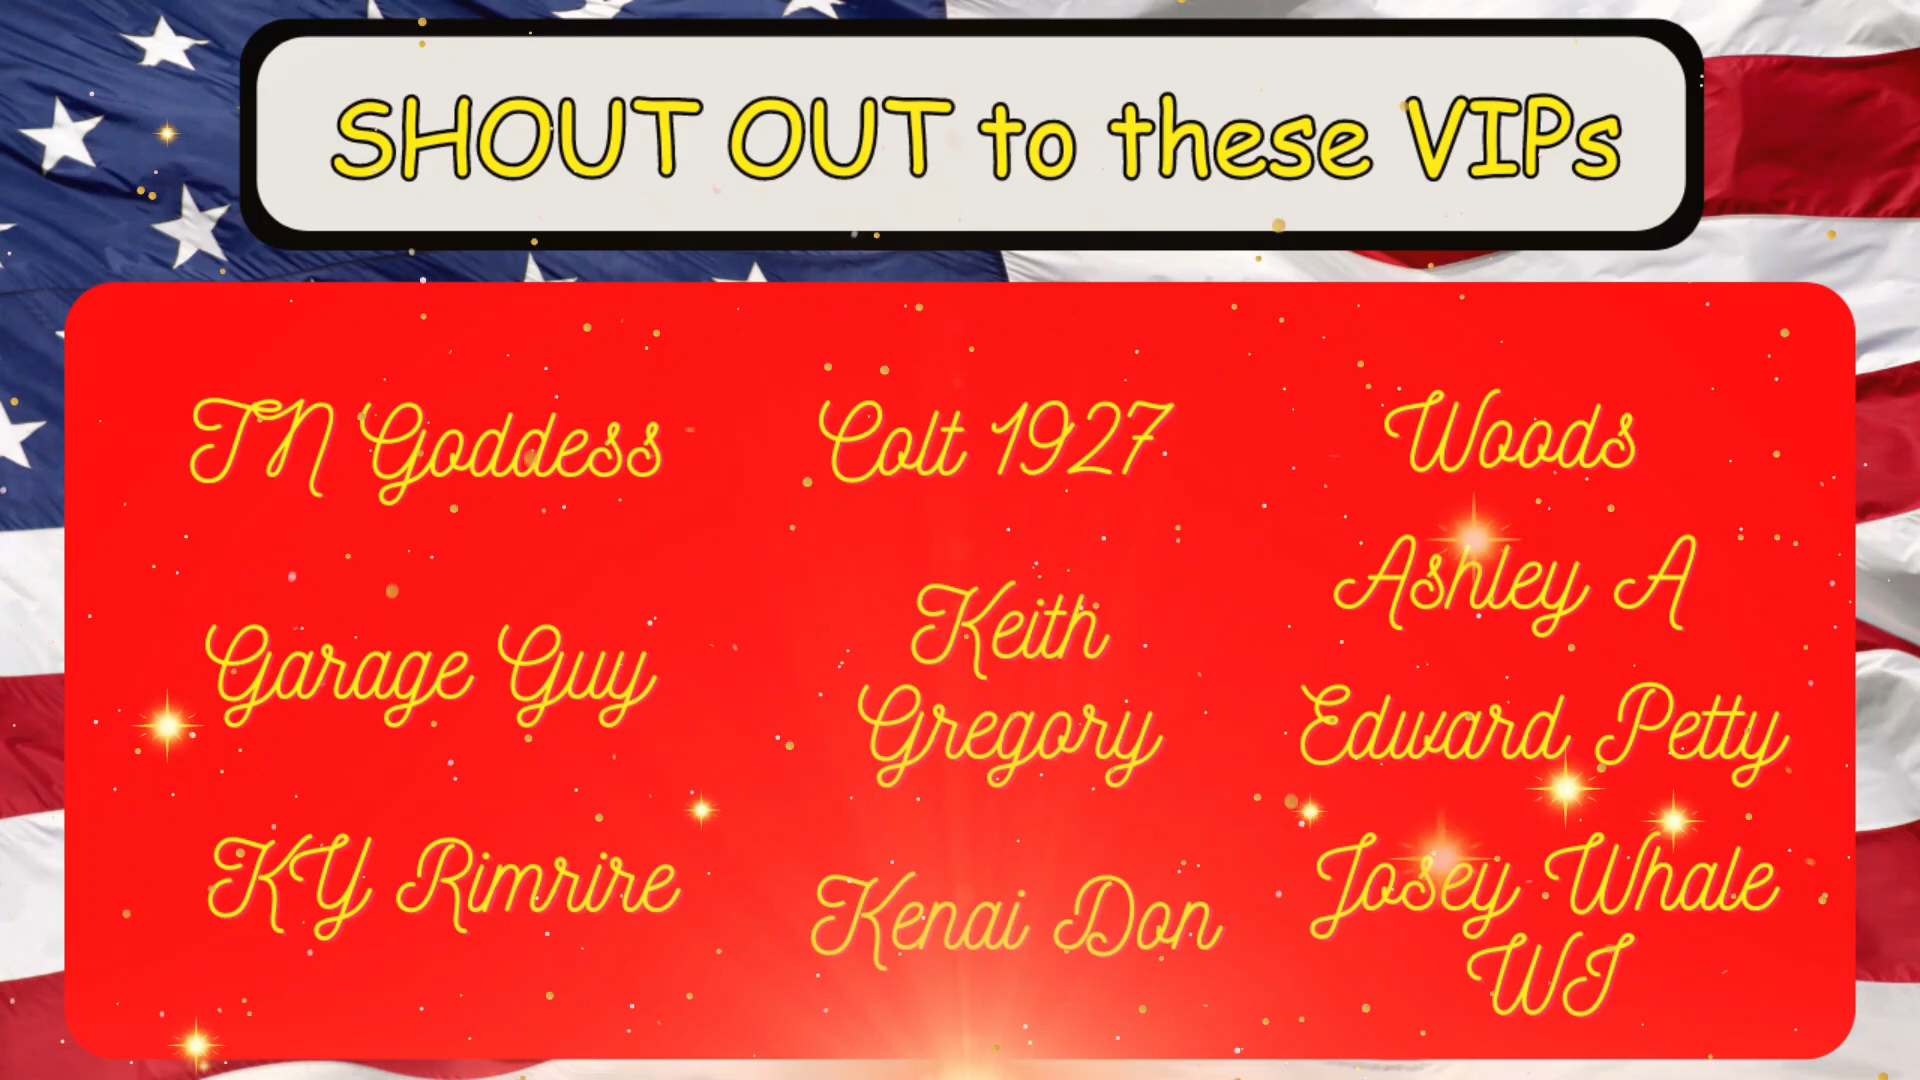 SHOUT OUT to these VIPs
TN Goddess
Colt 1927
Woods
Ashley A
Garage Guy
Keith
Gregory
Edward Petty
KY Rimrire
Kenai Don
Josey Whale
WI